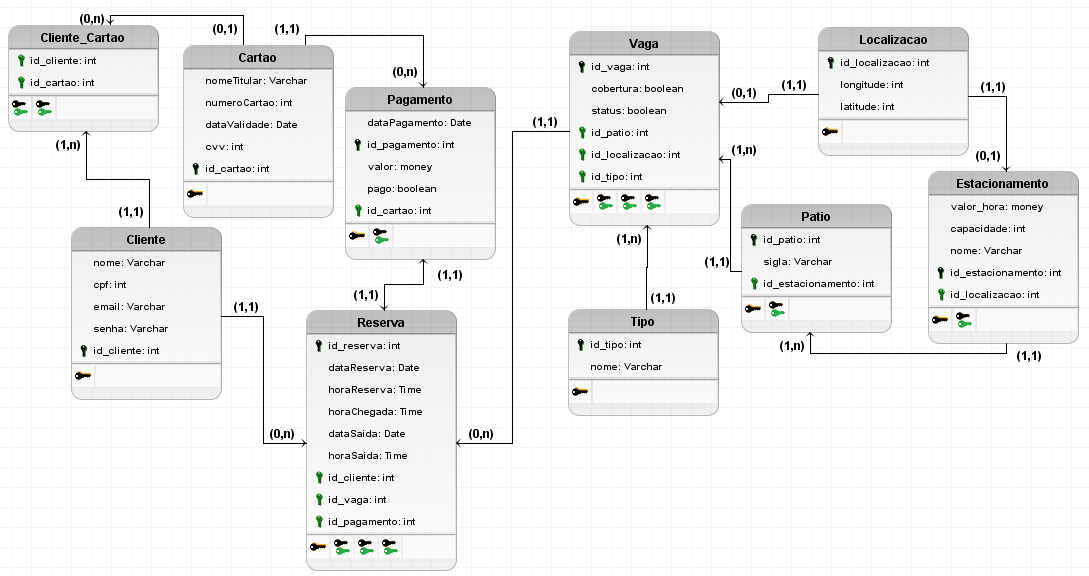 (0,n)
(0,1)
(1,1)
Cliente_Cartao
id_cliente: int
id_cartao: int
(1,n)
(1,1)
Cartao
nomeTitular: Varchar
numeroCartao: int
dataValidade: Date
cvv: int
id_cartao: int
(0,n)
Pagamento
dataPagamento: Date
id_pagamento: int
valor: money
pago: boolean
id_cartao: int
(1,1)
(1,1)
Cliente
nome: Varchar
cpf: int
email: Varchar
senha: Varchar
id_cliente: int
(1,1)
(0,n)
Reserva
id_reserva: int
dataReserva: Date
horaReserva: Time
horaChegada: Time
dataSaida: Date
horaSaida: Time
id_cliente: int
id_vaga: int
id_pagamento: int
(0,n)
(1,1)
Vaga
id_vaga: int
cobertura: boolean
status: boolean
id_patio: int
id_localizacao: int
id_tipo: int
(1,n)
(1,1)
Tipo
id_tipo: int
nome: Varchar
(0,1)
(1,1)
Localizacao
id_localizacao: int
longitude: int
latitude: int
(1,1)
(0,1)
(1,n)
(1,1)
Patio
id_patio: int
sigla: Varchar
id_estacionamento: int
(1,n)
Estacionamento
valor_hora: money
capacidade: int
nome: Varchar
id_estacionamento: int
id_localizacao: int
(1,1)